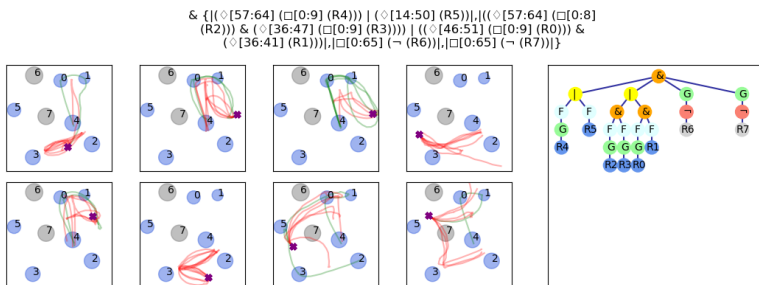 & {|(♢[57:64] (□[0:9] (R4))) | (♢[14:50] (R5))|,|((♢[57:64] (□[0:8]
(R2))) & (♢[36:47] (□[0:9] (R3)))) | ((♢[46:51] (□[0:9] (R0))) &
(♢[36:41] (R1)))|,|□[0:65] (¬ (R6))|,|□[0:65] (¬ (R7))|}
6 0 1 5 7 4 2 3
6 0 1 5 7 4 2 3
6 0 1 5 7 4 2 3
6 0 1 5 7 4 2 3
&
| | G G
F F & & ¬ ¬
G R5 F F F F R6 R7
R4 G G G R1
R2 R3 R0
6 0 1 5 7 4 2 3
6 0 1 5 7 4 2 3
6 0 1 5 7 4 2 3
6 0 1 5 7 4 2 3